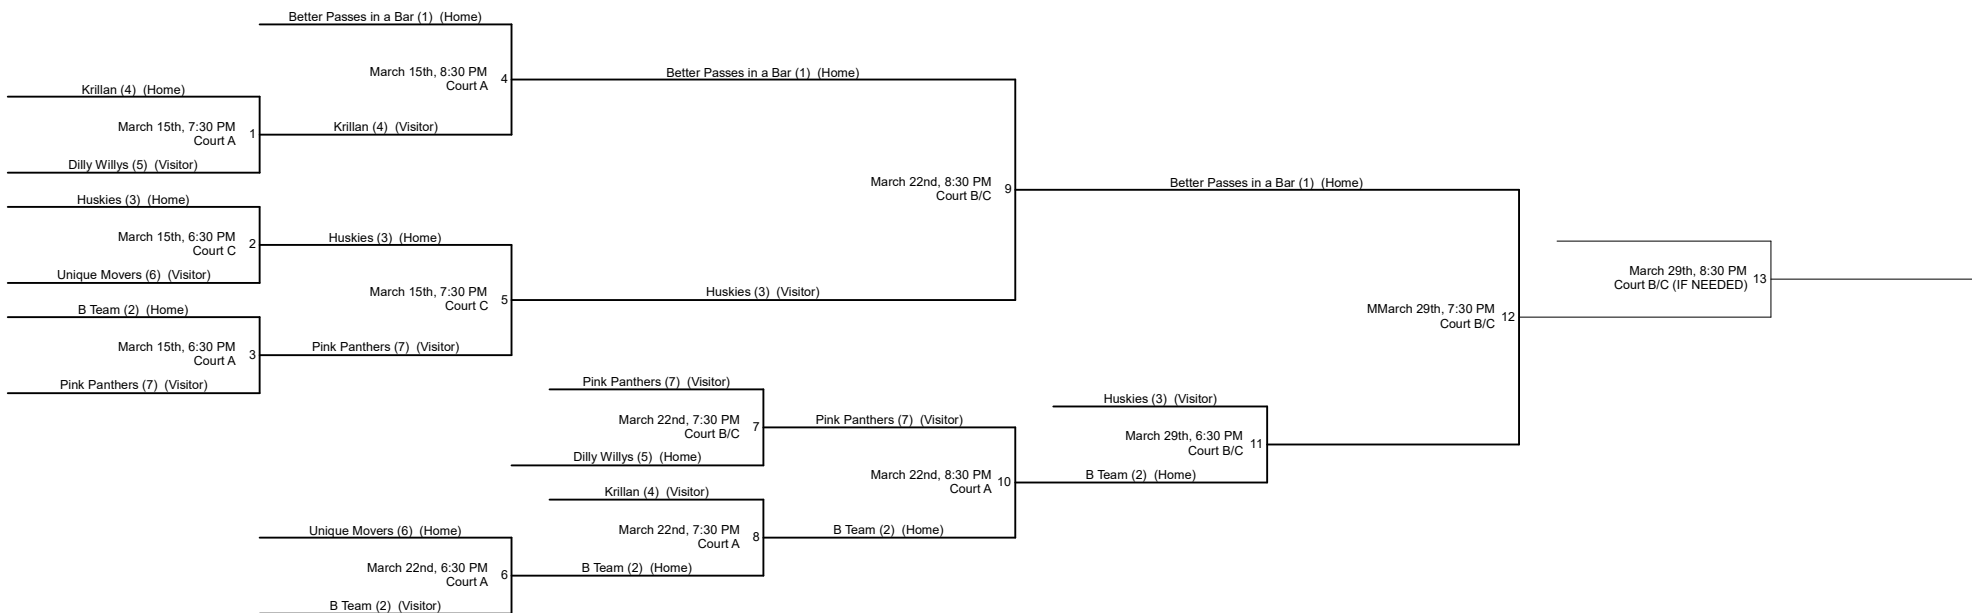 Better Passes in a Bar (1)  (Home)
March 15th, 8:30 PM
Court A
4
Better Passes in a Bar (1)  (Home)
Krillan (4)  (Home)
March 15th, 7:30 PM
Court A
1
Krillan (4)  (Visitor)
Dilly Willys (5)  (Visitor)
March 22nd, 8:30 PM
Court B/C
9
Better Passes in a Bar (1)  (Home)
Huskies (3)  (Home)
March 15th, 6:30 PM
Court C
2
Huskies (3)  (Home)
Unique Movers (6)  (Visitor)
March 15th, 7:30 PM
Court C
5
Huskies (3)  (Visitor)
March 29th, 8:30 PM
Court B/C (IF NEEDED)
13
B Team (2)  (Home)
MMarch 29th, 7:30 PM
Court B/C
12
March 15th, 6:30 PM
Court A
3
Pink Panthers (7)  (Visitor)
Pink Panthers (7)  (Visitor)
Pink Panthers (7)  (Visitor)
March 22nd, 7:30 PM
Court B/C
7
Pink Panthers (7)  (Visitor)
Huskies (3)  (Visitor)
March 29th, 6:30 PM
Court B/C
11
Dilly Willys (5)  (Home)
March 22nd, 8:30 PM
Court A
10
B Team (2)  (Home)
Krillan (4)  (Visitor)
March 22nd, 7:30 PM
Court A
8
B Team (2)  (Home)
Unique Movers (6)  (Home)
March 22nd, 6:30 PM
Court A
6
B Team (2)  (Home)
B Team (2)  (Visitor)